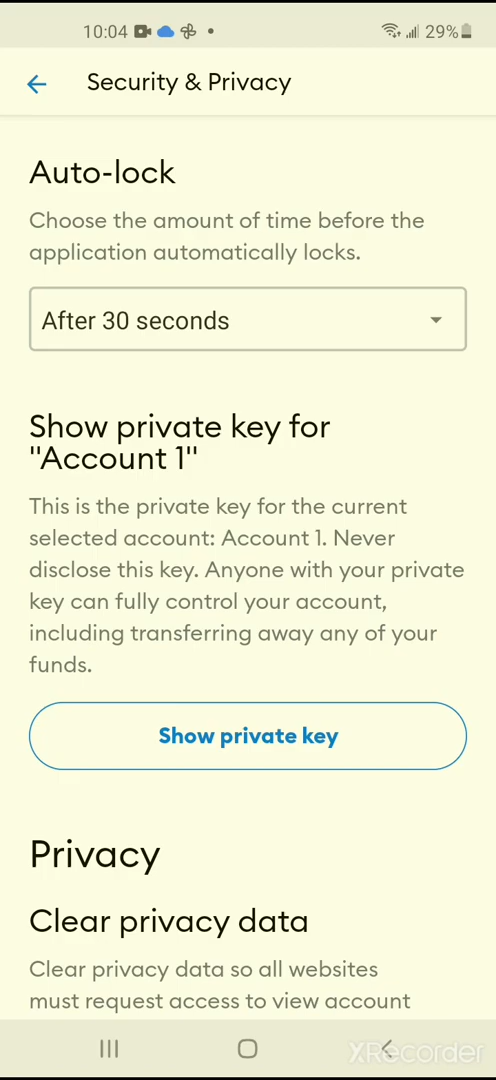 10:04
29%
Security & Privacy
Auto-lock
Choose the amount of time before the
application automatically locks.
After 30 seconds
Show private key for
"Account 1"
This is the private key for the current
selected account: Account 1. Never
disclose this key. Anyone with your private
key can fully control your account,
including transferring away any of your
funds.
Show private key
Privacy
Clear privacy data
Clear privacy data so all websites
must request access to view account
XRecorder